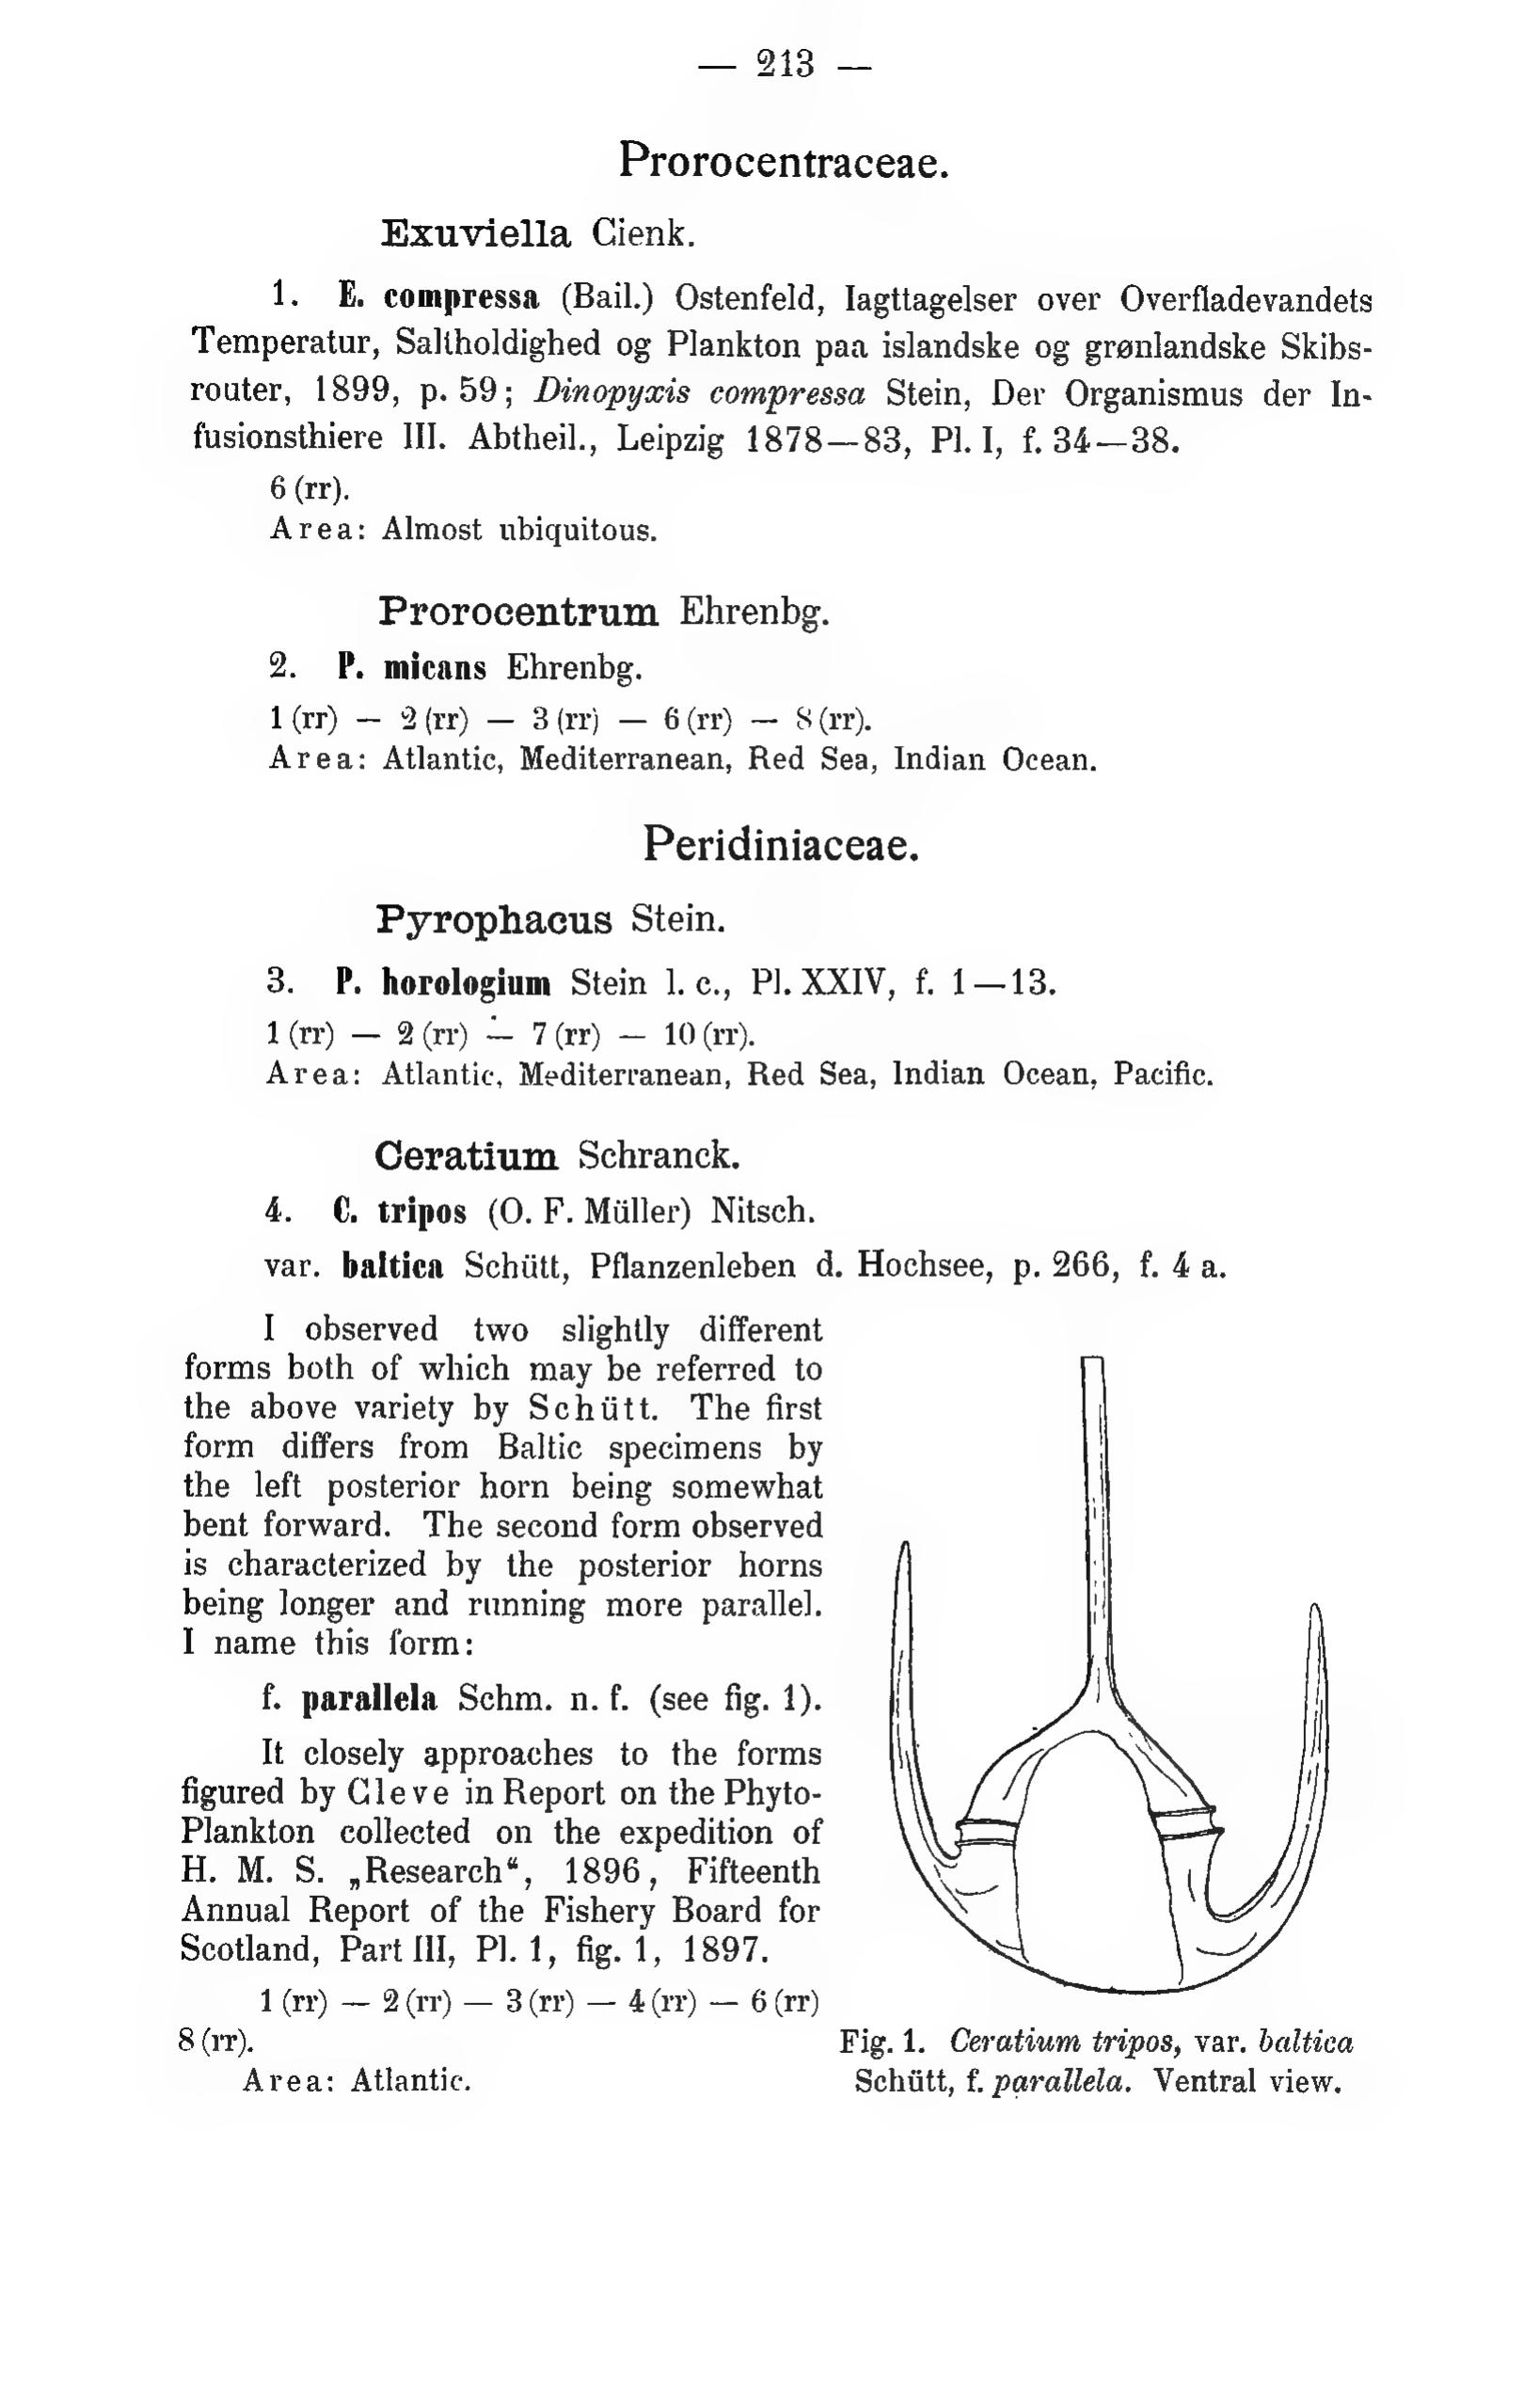 — 213 —
Prorocentraceae.
Exuviella Cienk.
1. E. compressa (Bail.) Ostenfeld, Iagttagelser over Overfladevandets
Temperatur, Saltholdighed og Plankton paa islandske og grønlandske Skibs-
router, 1899, p. 59; Dinopyxis compressa Stein, Der Organismus der In-
fusionsthiere III. Abtheil., Leipzig 1878—83, Pl. I, f. 34—38.
6 (rr).
Area: Almost ubiquitous.
Prorocentrum Ehrenbg.
2. P. micans Ehrenbg.
1 (rr) — 2 (rr) — 3 (rr) — 6 (rr) — 8 (rr).
Area: Atlantic, Mediterranean, Red Sea, Indian Ocean.
Peridiniaceae.
Pyrophacus Stein.
3. P. horologium Stein l. c., Pl. XXIV, f. 1—13.
1 (rr) — 2 (rr) — 7 (rr) — 10 (rr).
Area: Atlantic, Mediterranean, Red Sea, Indian Ocean, Pacific.
Ceratium Schranck.
4. C. tripos (O. F. Müller) Nitsch.
var. baltica Schütt, Pflanzenleben d. Hochsee, p. 266, f. 4 a.
I observed two slightly different
forms both of which may be referred to
the above variety by Schütt. The first
form differs from Baltic specimens by
the left posterior horn being somewhat
bent forward. The second form observed
is characterized by the posterior horns
being longer and running more parallel.
I name this form:
f. parallela Schm. n. f. (see fig. 1).
It closely approaches to the forms
figured by Cleve in Report on the Phyto-
Plankton collected on the expedition of
H. M. S. „Research“, 1896, Fifteenth
Annual Report of the Fishery Board for
Scotland, Part III, Pl. 1, fig. 1, 1897.
1 (rr) — 2 (rr) — 3 (rr) — 4 (rr) — 6 (rr)
8 (rr).
Area: Atlantic.
Fig. 1. Ceratium tripos, var. baltica
Schütt, f. parallela. Ventral view.